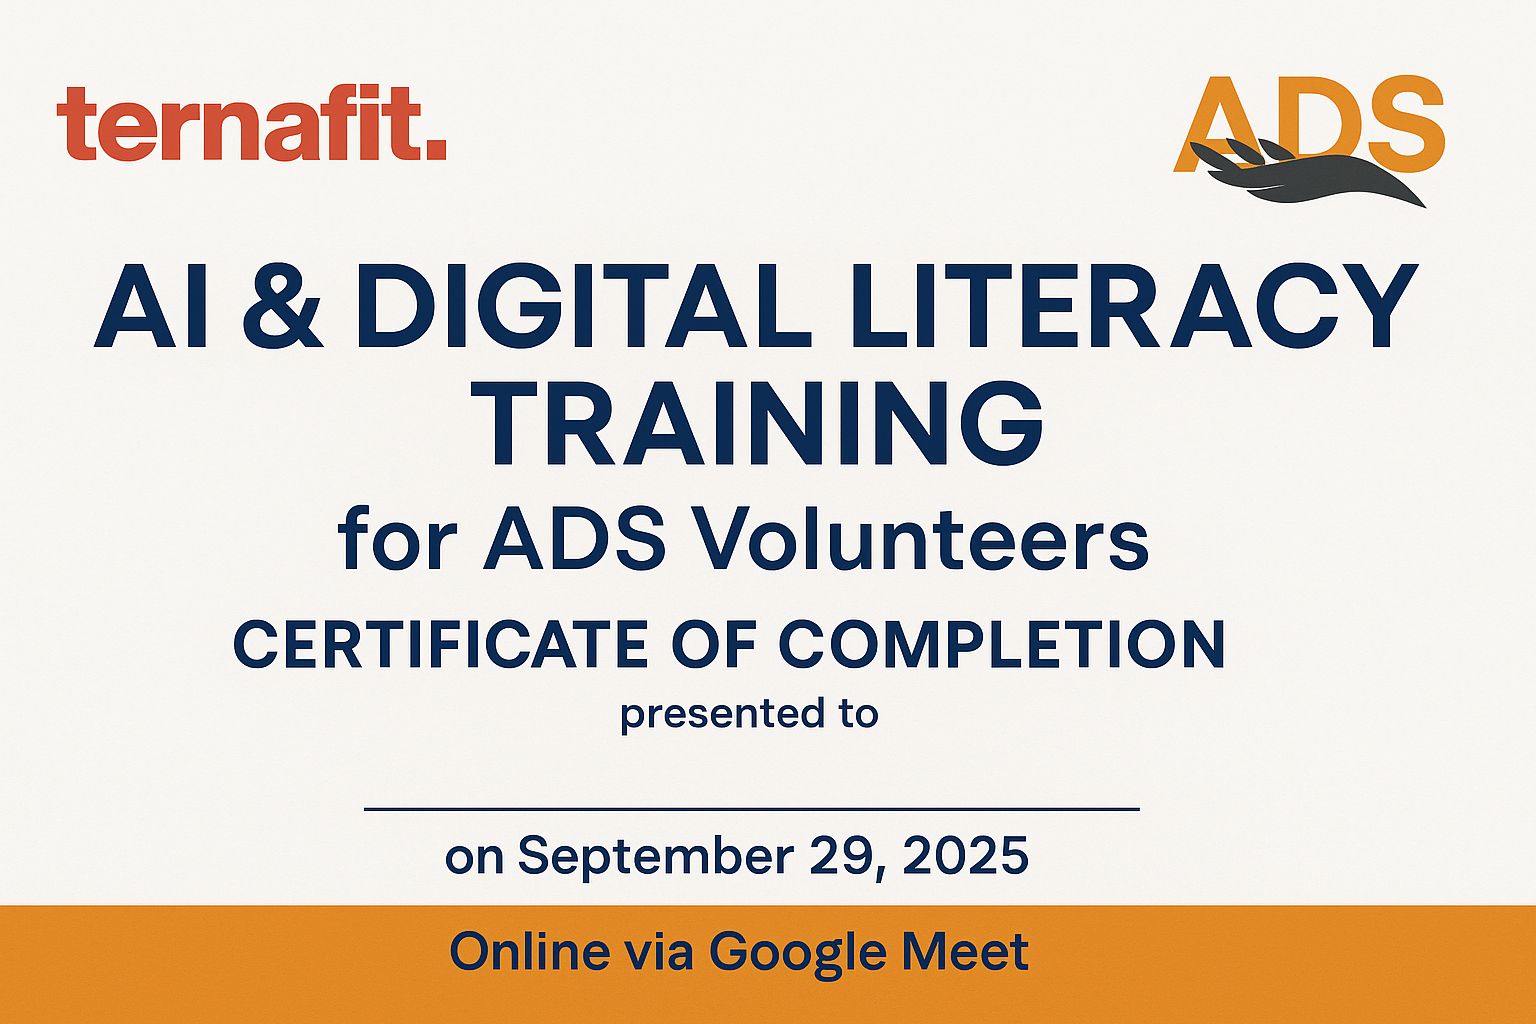 ternafit.
ADS
AI & DIGITAL LITERACY
TRAINING
for ADS Volunteers
CERTIFICATE OF COMPLETION
presented to
on September 29, 2025
Online via Google Meet